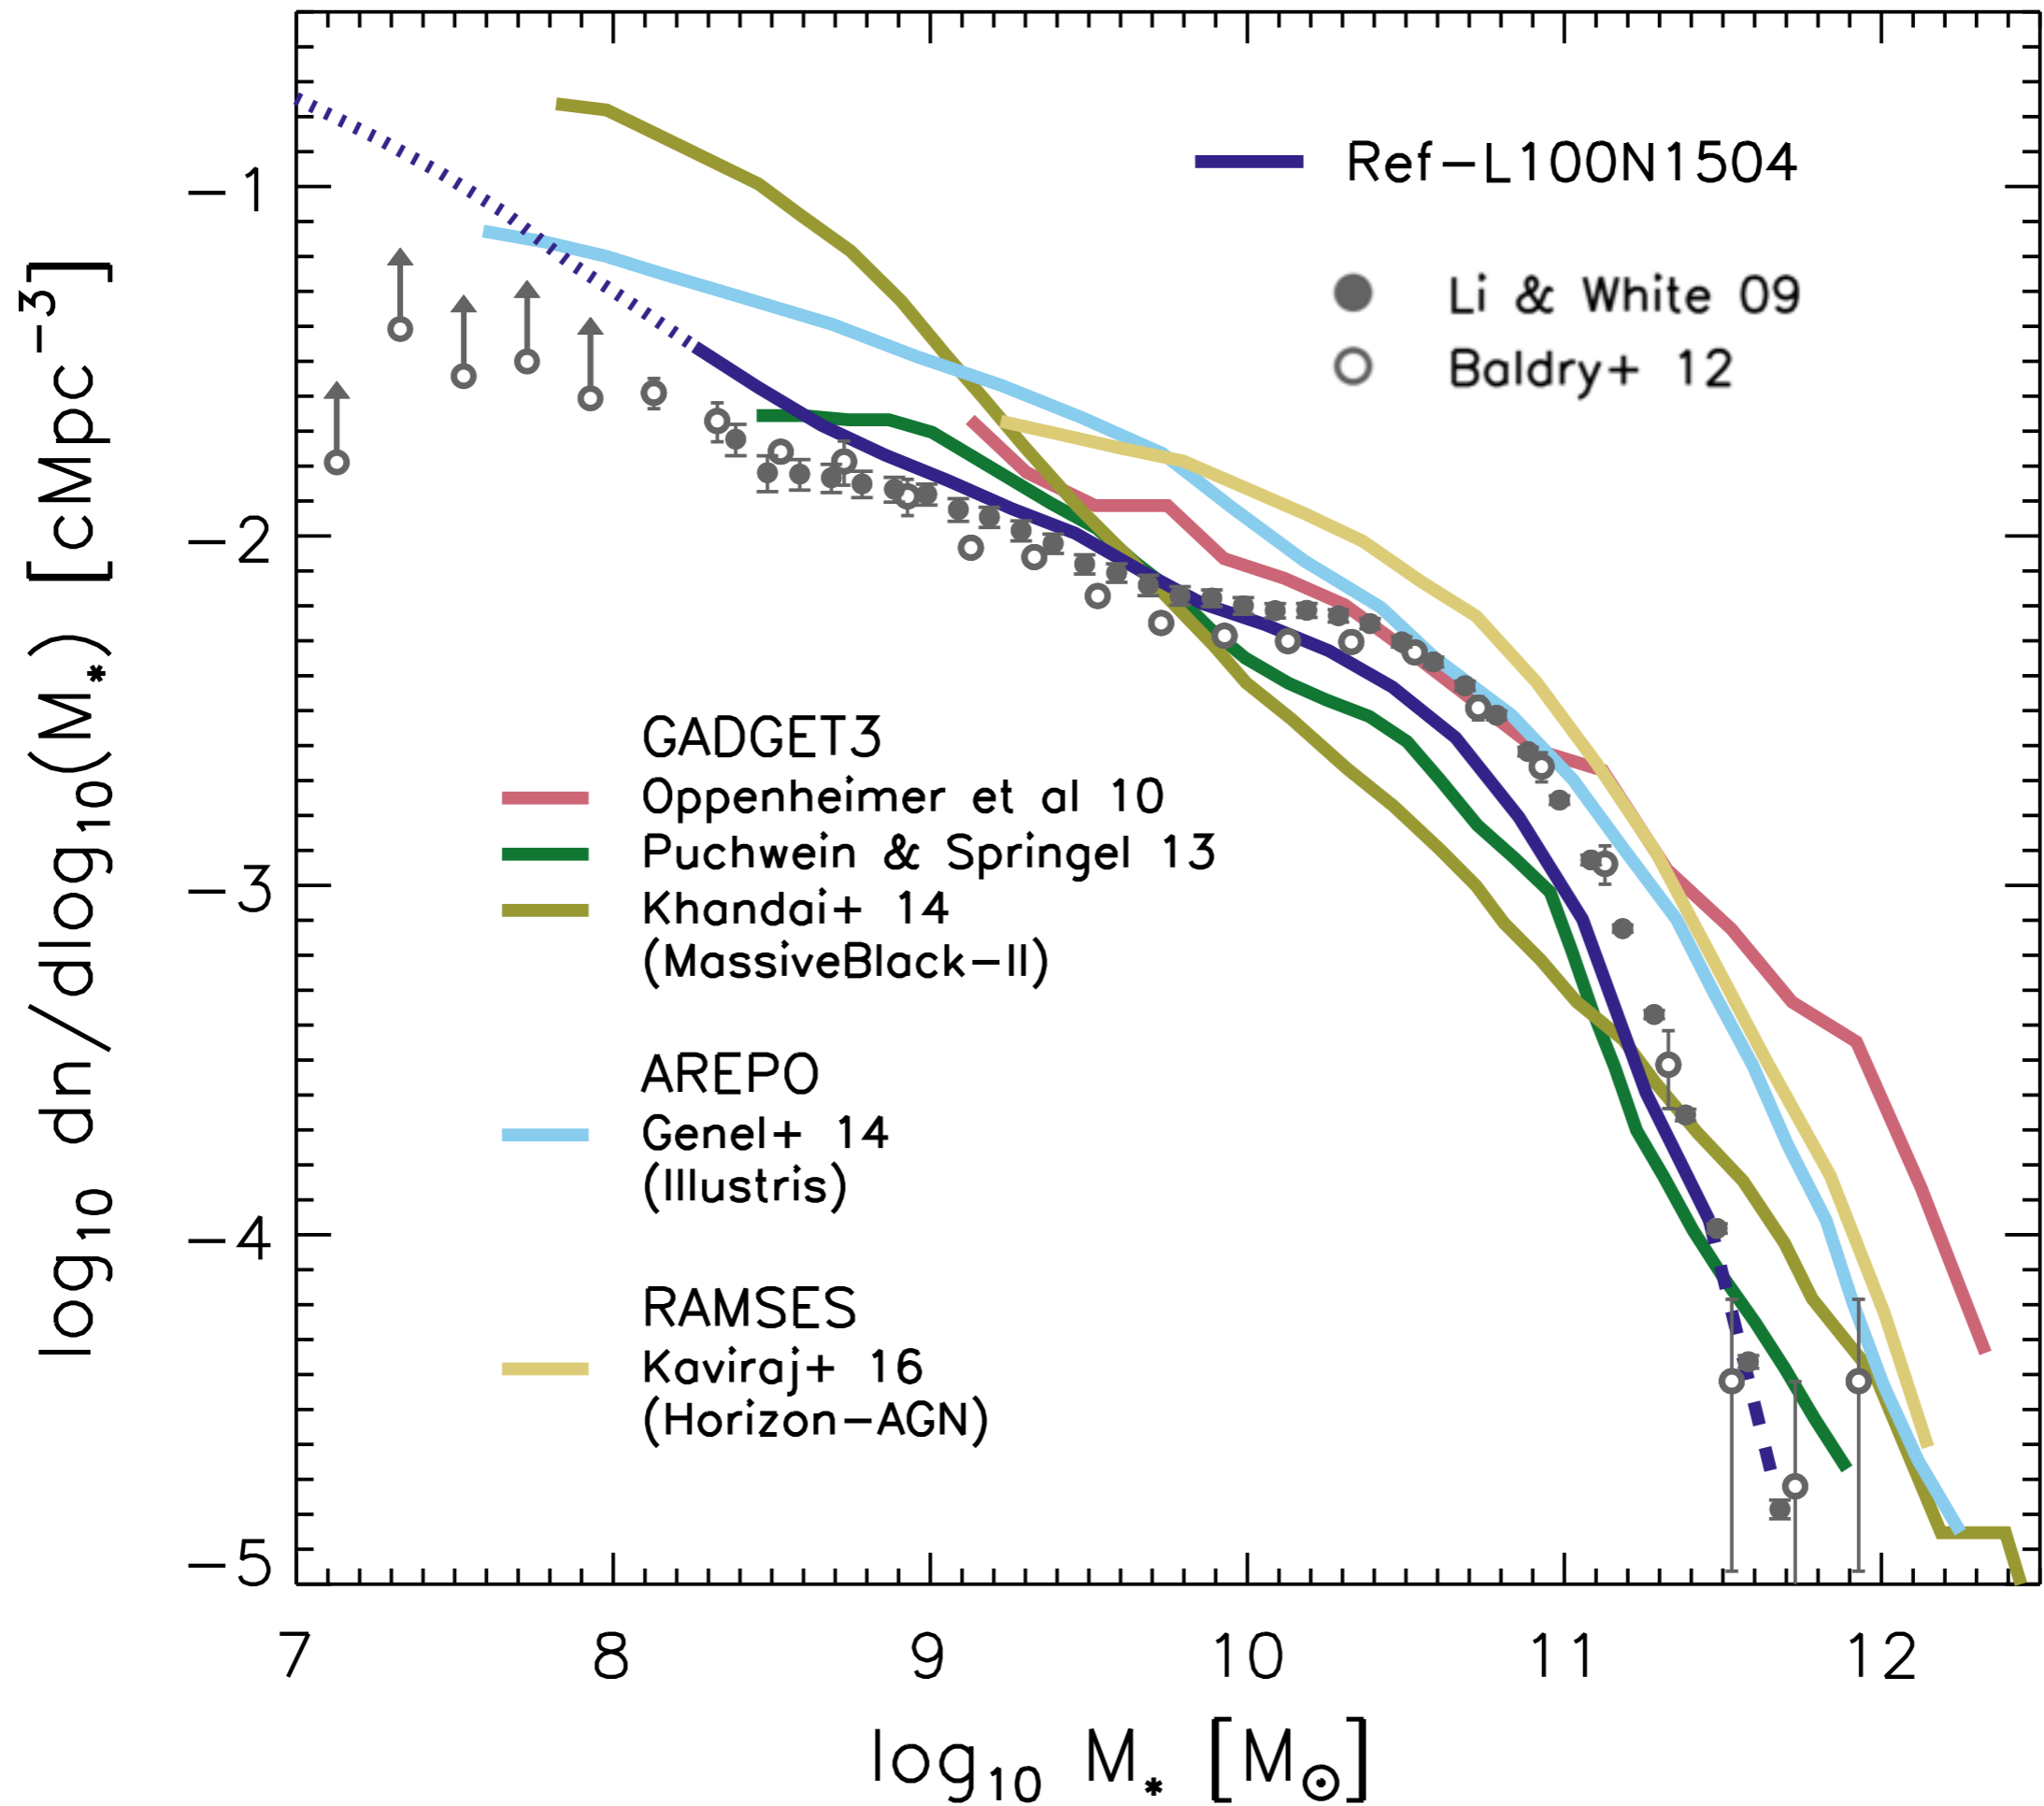 Ref-L100N1504
Li & White 09
Baldry+ 12
GADGET3
Oppenheimer et al 10
Puchwein & Springel 13
Khandai+ 14
(MassiveBlack-II)
AREPO
Genel+ 14
(Illustris)
RAMSES
Kaviraj+ 16
(Horizon-AGN)
log₁₀ dn/dlog₁₀(M*) [cMpc⁻³]
-1
-2
-3
-4
-5
7 8 9 10 11 12
log₁₀ M* [M☉]